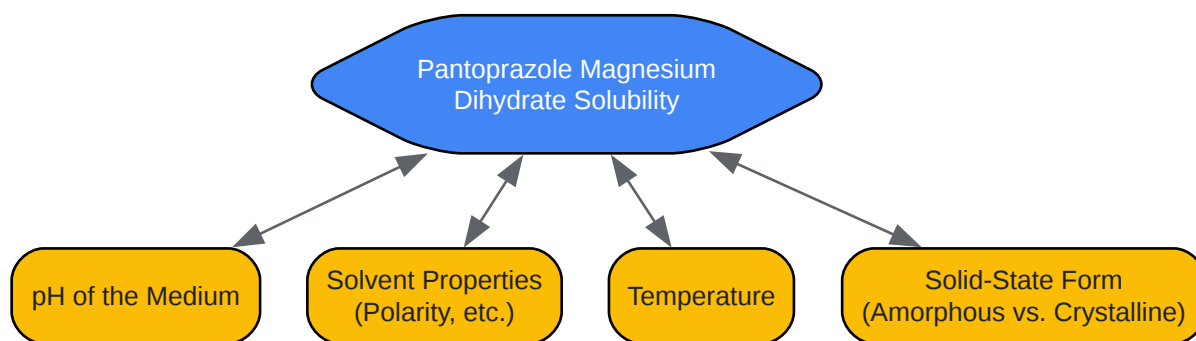 Pantoprazole Magnesium
Dihydrate Solubility
pH of the Medium
Solvent Properties
(Polarity, etc.)
Temperature
Solid-State Form
(Amorphous vs. Crystalline)